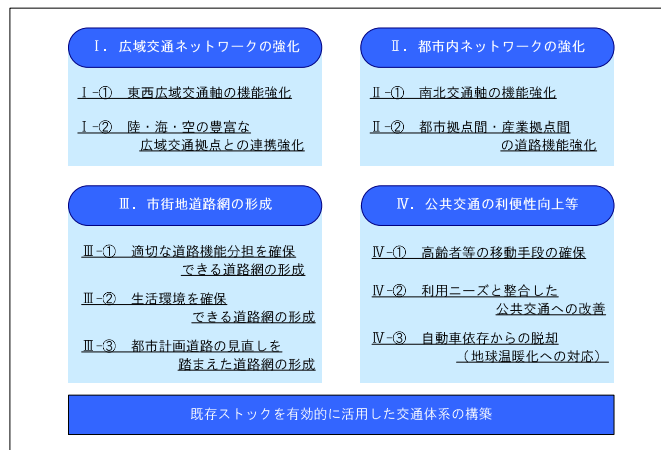 Ⅰ．広域交通ネットワークの強化
Ⅰ-① 東西広域交通軸の機能強化
Ⅰ-② 陸・海・空の豊富な
広域交通拠点との連携強化
Ⅱ．都市内ネットワークの強化
Ⅱ-① 南北交通軸の機能強化
Ⅱ-② 都市拠点間・産業拠点間
の道路機能強化
Ⅲ．市街地道路網の形成
Ⅲ-① 適切な道路機能分担を確保
できる道路網の形成
Ⅲ-② 生活環境を確保
できる道路網の形成
Ⅲ-③ 都市計画道路の見直しを
踏まえた道路網の形成
Ⅳ．公共交通の利便性向上等
Ⅳ-① 高齢者等の移動手段の確保
Ⅳ-② 利用ニーズと整合した
公共交通への改善
Ⅳ-③ 自動車依存からの脱却
（地球温暖化への対応）
既存ストックを有効的に活用した交通体系の構築